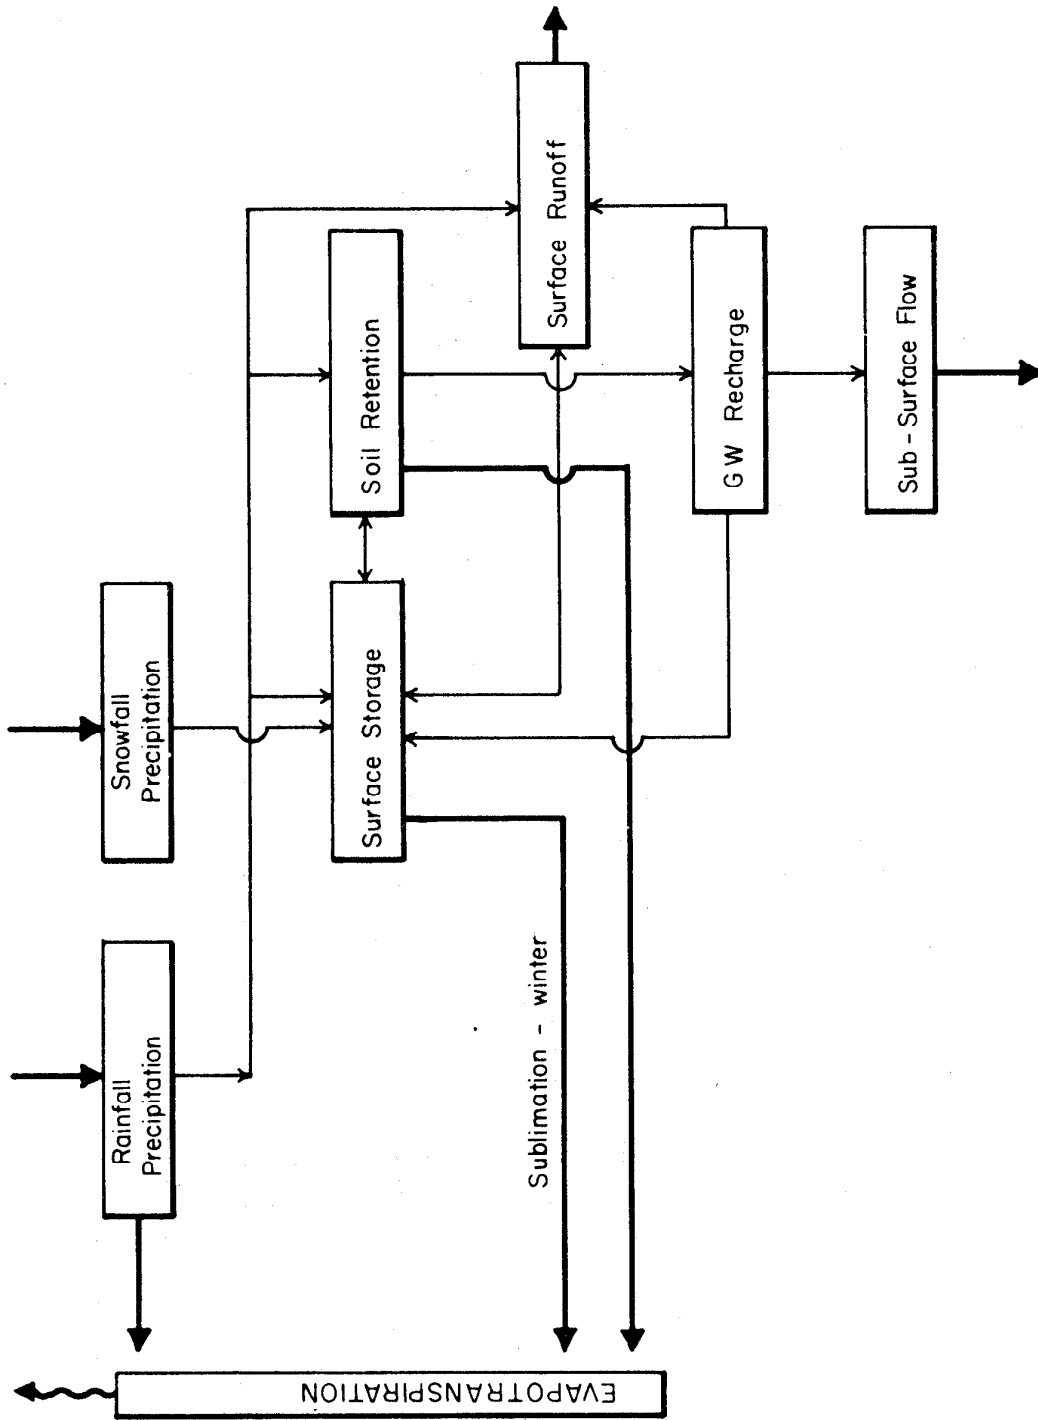 Rainfall
Precipitation
Snowfall
Precipitation
Surface Storage
Soil Retention
Surface Runoff
GW Recharge
Sub-Surface Flow
Sublimation - winter
EVAPOTRANSPIRATION